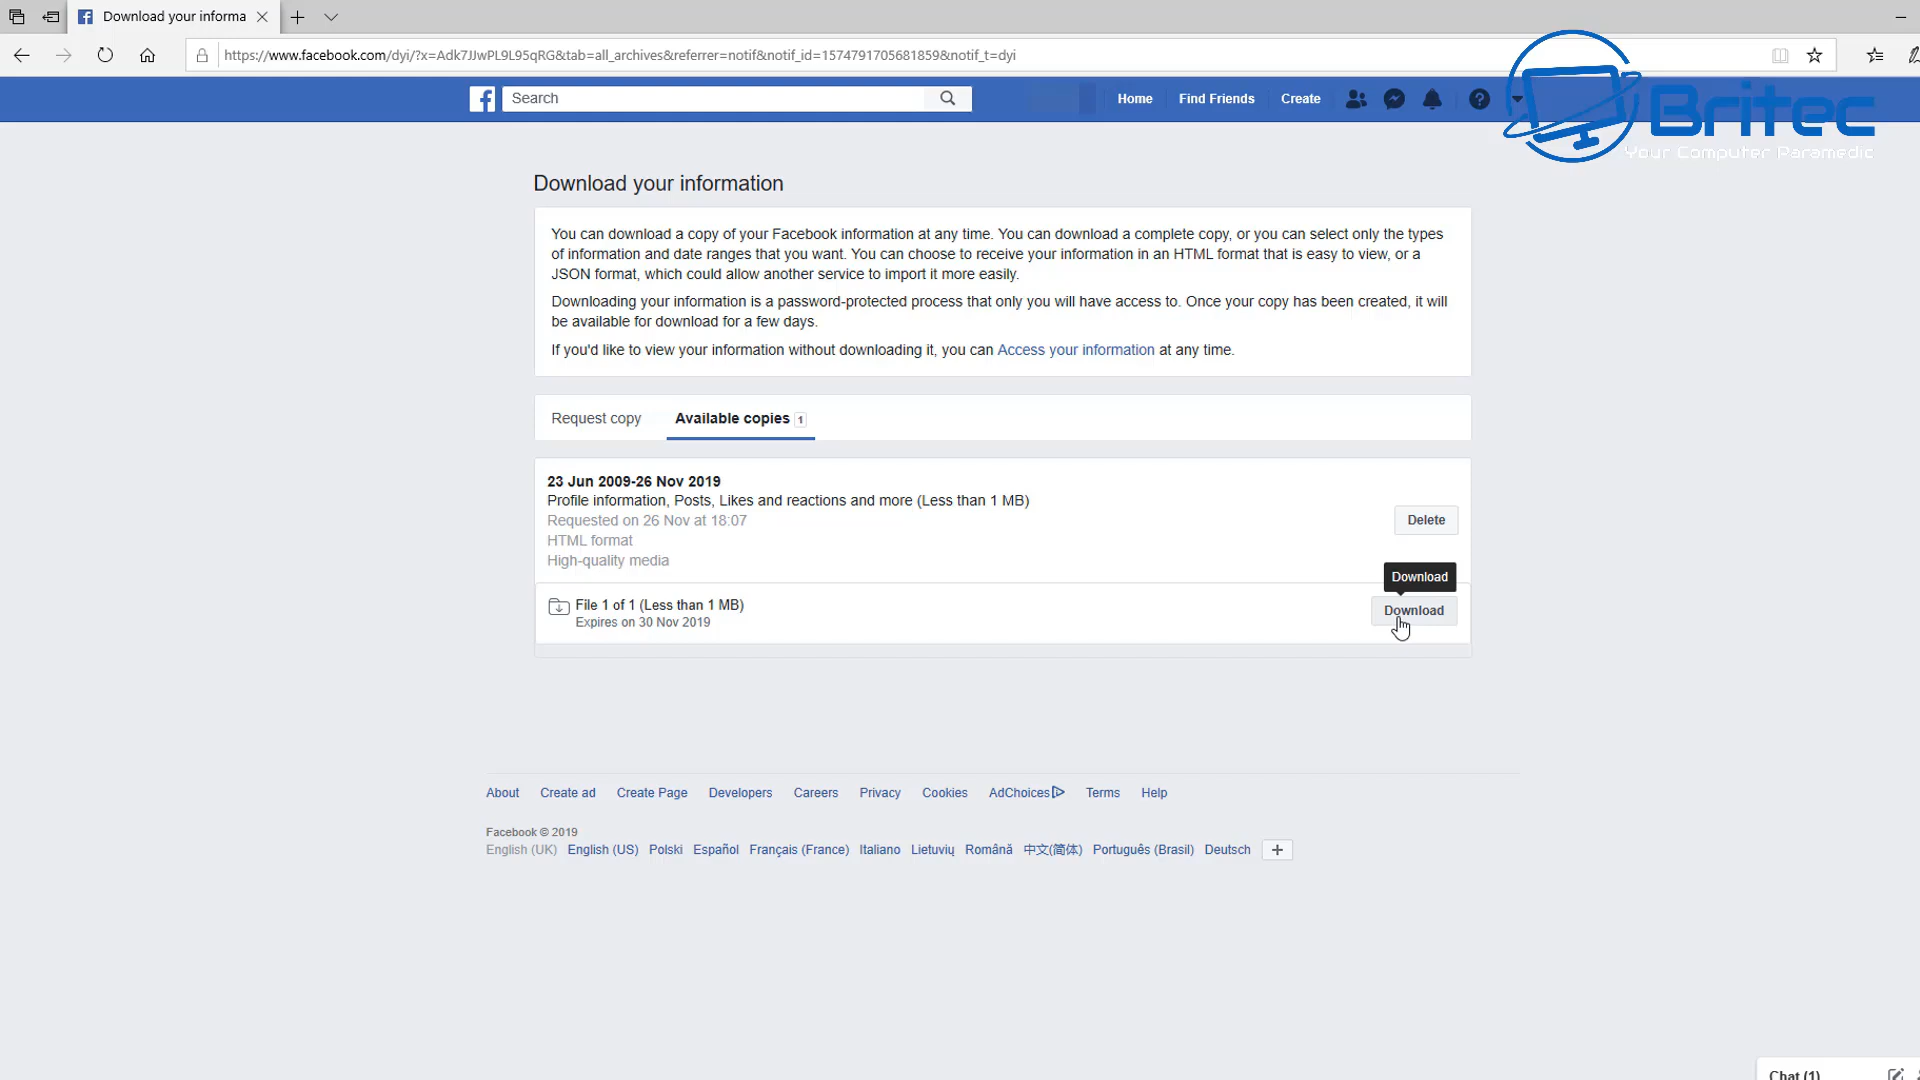 Download your informa
https://www.facebook.com/dyi/?x=Adk7JJwPL9L95qRG&tab=all_archives&referrer=notif&notif_id=1574791705681859&notif_t=dyi
Search
Home
Find Friends
Create
Britec
Your Computer Paramedic
Download your information
You can download a copy of your Facebook information at any time. You can download a complete copy, or you can select only the types
of information and date ranges that you want. You can choose to receive your information in an HTML format that is easy to view, or a
JSON format, which could allow another service to import it more easily.
Downloading your information is a password-protected process that only you will have access to. Once your copy has been created, it will
be available for download for a few days.
If you'd like to view your information without downloading it, you can Access your information at any time.
Request copy
Available copies 1
23 Jun 2009-26 Nov 2019
Profile information, Posts, Likes and reactions and more (Less than 1 MB)
Requested on 26 Nov at 18:07
HTML format
High-quality media
Delete
Download
File 1 of 1 (Less than 1 MB)
Expires on 30 Nov 2019
Download
About Create ad Create Page Developers Careers Privacy Cookies AdChoices Terms Help
Facebook © 2019
English (UK) English (US) Polski Español Français (France) Italiano Lietuvių Română 中文(简体) Português (Brasil) Deutsch +
Chat (1)